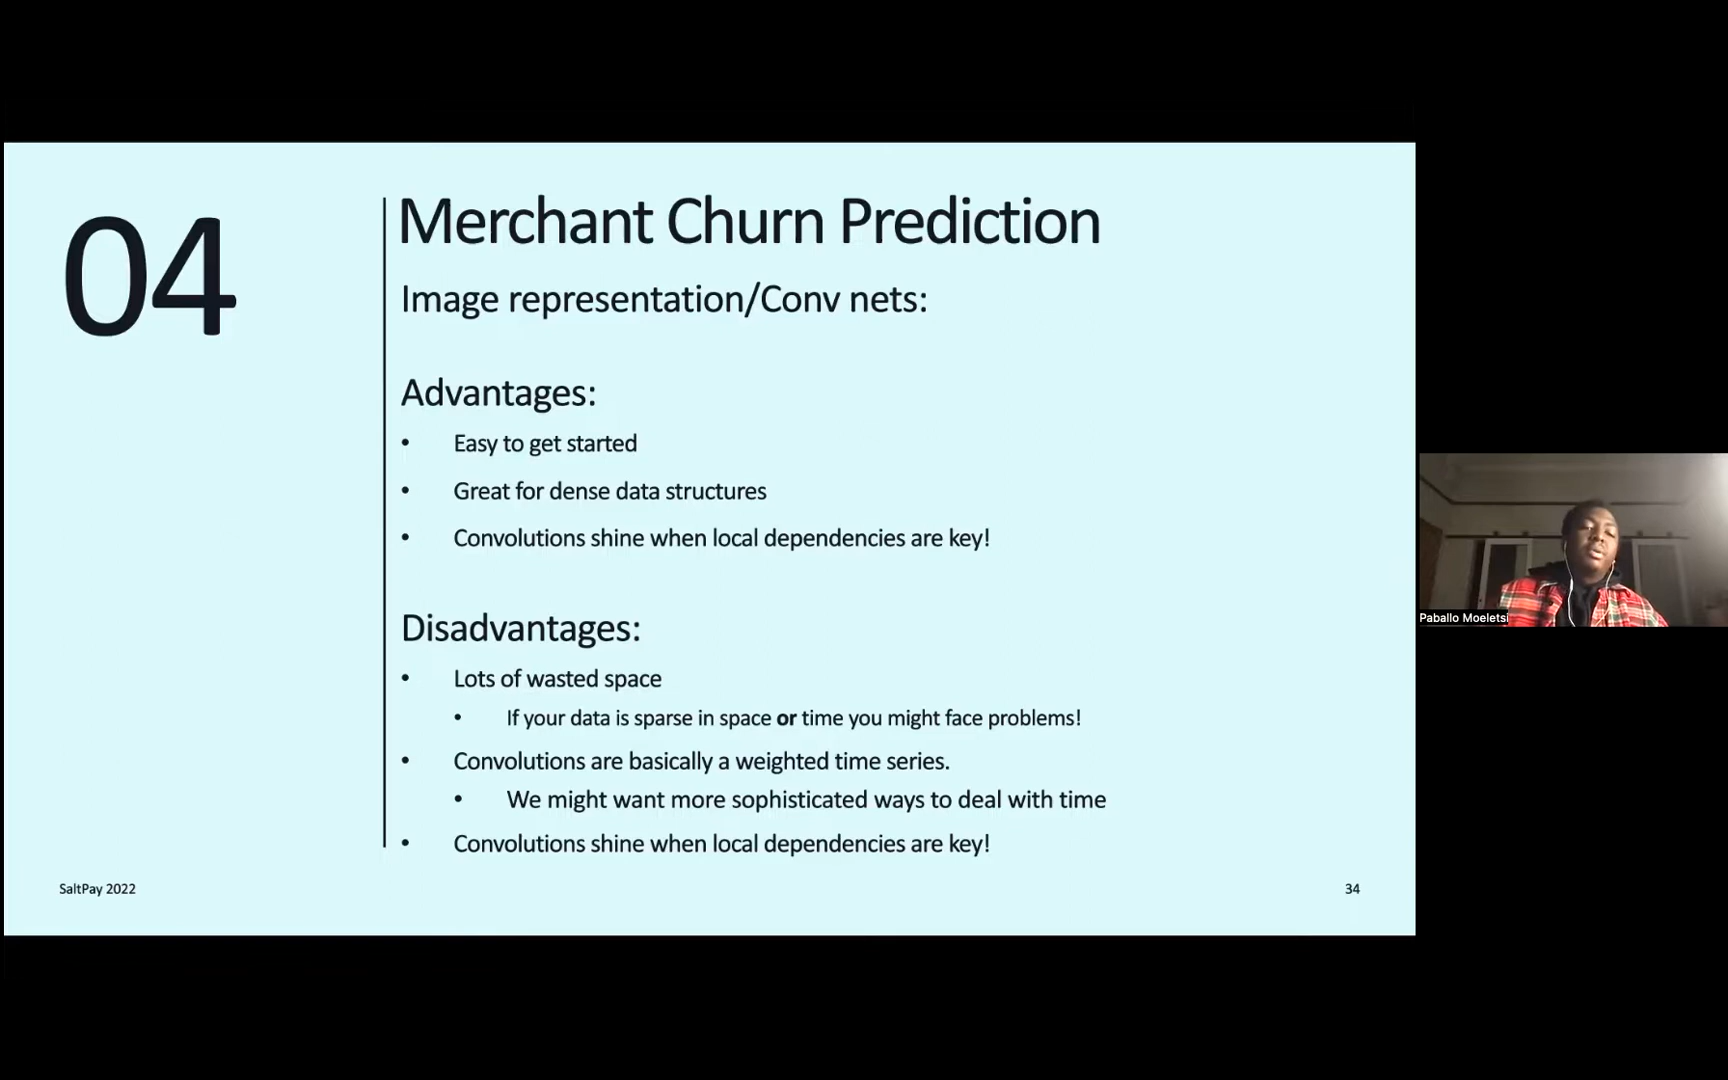 04
Merchant Churn Prediction
Image representation/Conv nets:
Advantages:
• Easy to get started
• Great for dense data structures
• Convolutions shine when local dependencies are key!
Disadvantages:
• Lots of wasted space
• If your data is sparse in space or time you might face problems!
• Convolutions are basically a weighted time series.
• We might want more sophisticated ways to deal with time
• Convolutions shine when local dependencies are key!
SaltPay 2022
34
Paballo Moeletsi